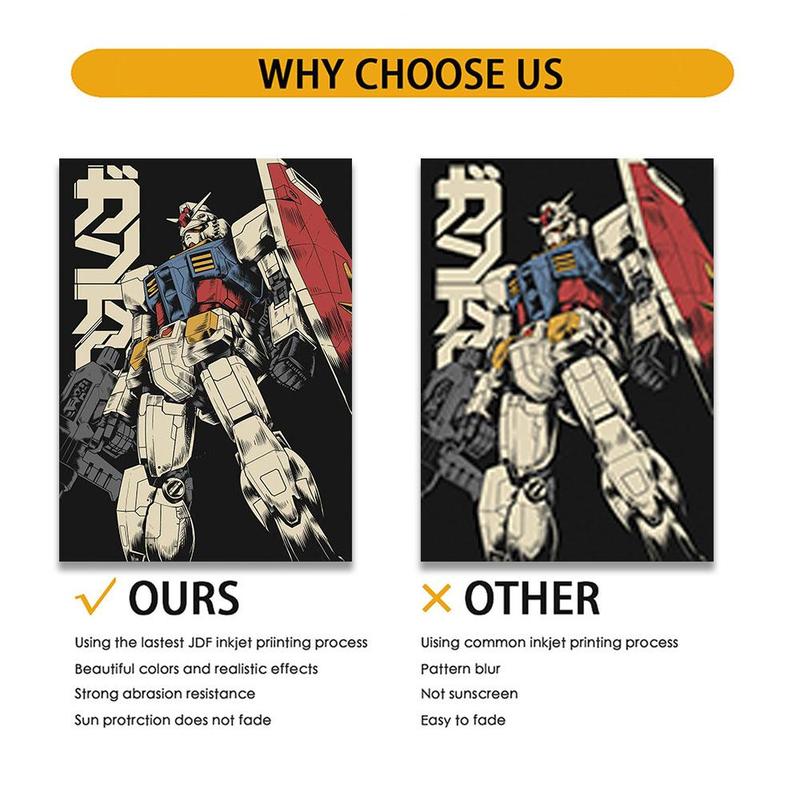 WHY CHOOSE US
ガンダム
ガンダム
OURS
OTHER
Using the lastest JDF inkjet priinting process
Beautiful colors and realistic effects
Strong abrasion resistance
Sun protrction does not fade
Uising common inkjet printing process
Pattern blur
Not sunscreen
Easy to fade